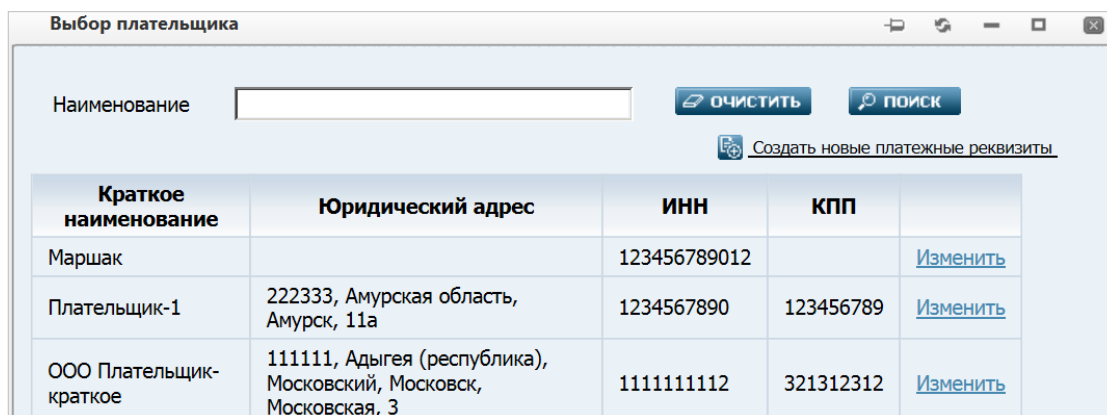 Выбор плательщика
Наименование
ОЧИСТИТЬ
ПОИСК
Создать новые платежные реквизиты
Краткое
наименование
Юридический адрес
ИНН
КПП
Маршак
123456789012
Изменить
Плательщик-1
222333, Амурская область,
Амурск, 11а
1234567890
123456789
Изменить
ООО Плательщик-
краткое
111111, Адыгея (республика),
Московский, Московск,
Московская, 3
1111111112
321312312
Изменить